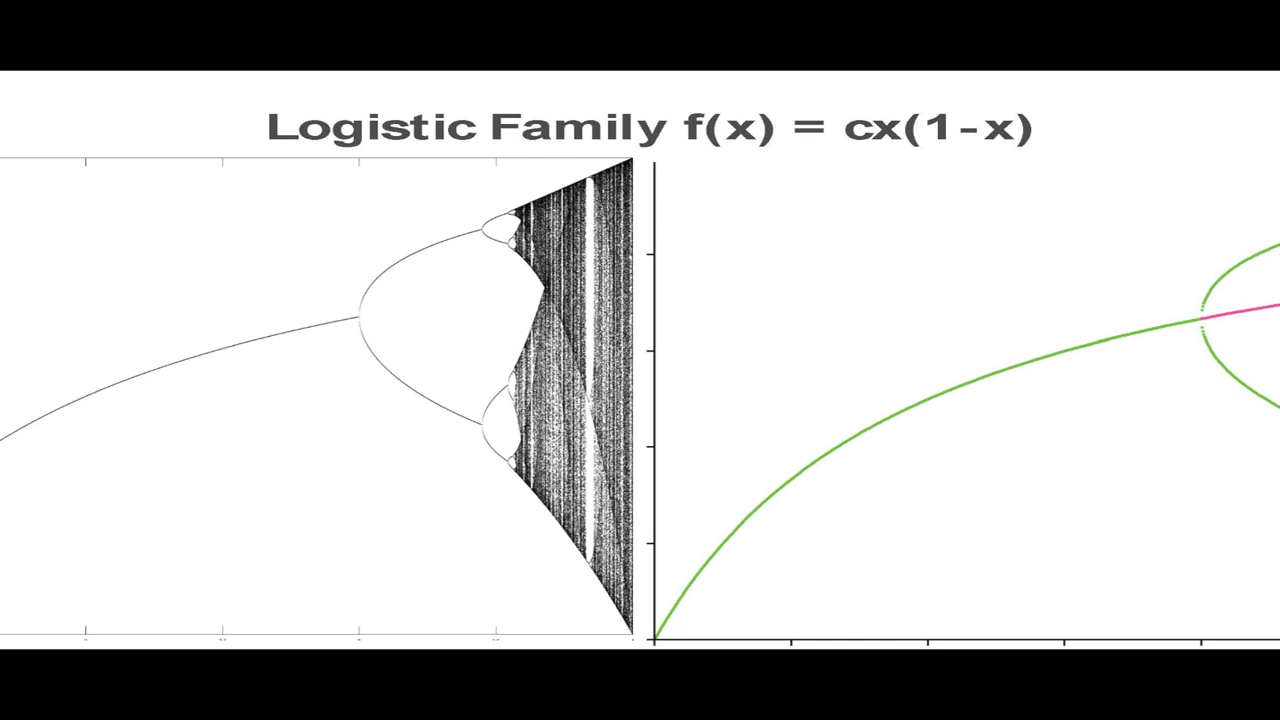 Logistic Family f(x) = cx(1-x)